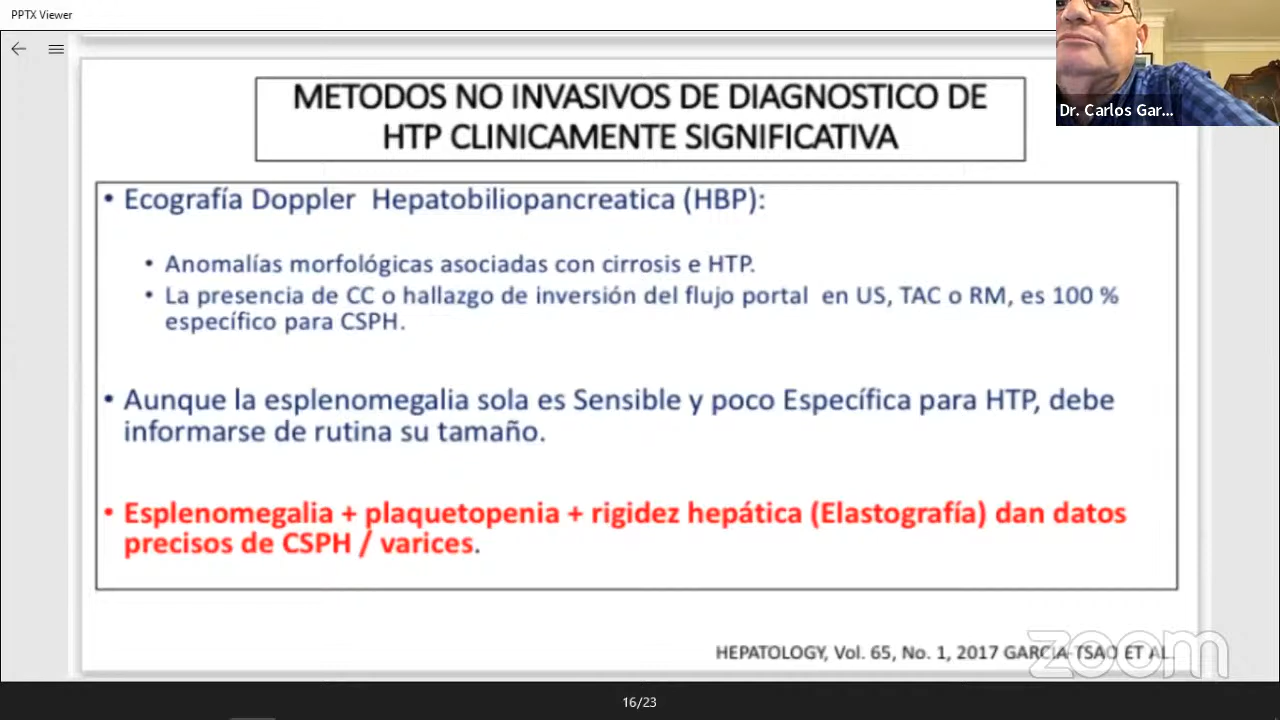 PPTX Viewer
Dr. Carlos Gar...
METODOS NO INVASIVOS DE DIAGNOSTICO DE
HTP CLINICAMENTE SIGNIFICATIVA
• Ecografía Doppler Hepatobiliopancreatica (HBP):
• Anomalías morfológicas asociadas con cirrosis e HTP.
• La presencia de CC o hallazgo de inversión del flujo portal en US, TAC o RM, es 100 %
específico para CSPH.
• Aunque la esplenomegalia sola es Sensible y poco Específica para HTP, debe
informarse de rutina su tamaño.
• Esplenomegalia + plaquetopenia + rigidez hepática (Elastografía) dan datos
precisos de CSPH / varices.
HEPATOLOGY, Vol. 65, No. 1, 2017 GARCIA-TSAO ET AL
zoom
16/23